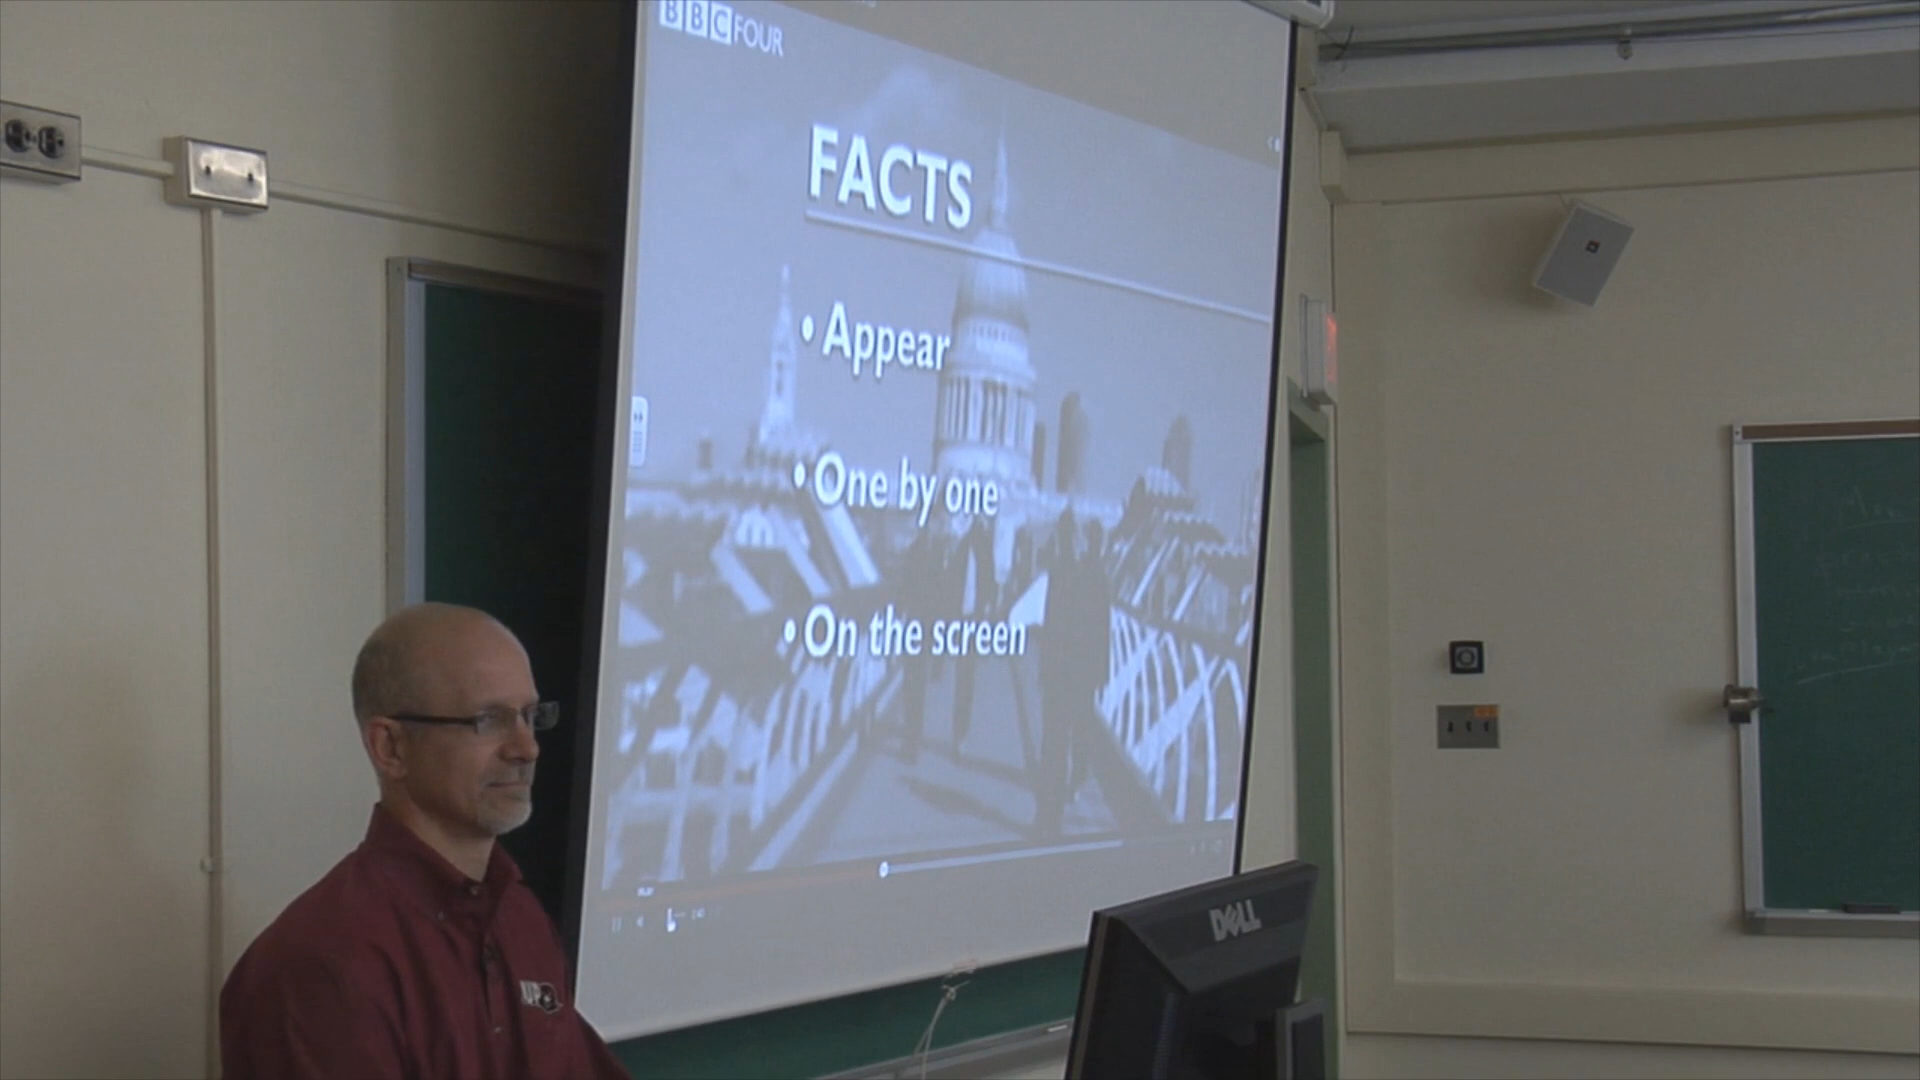 BBC FOUR
FACTS
• Appear
• One by one
• On the screen
DELL